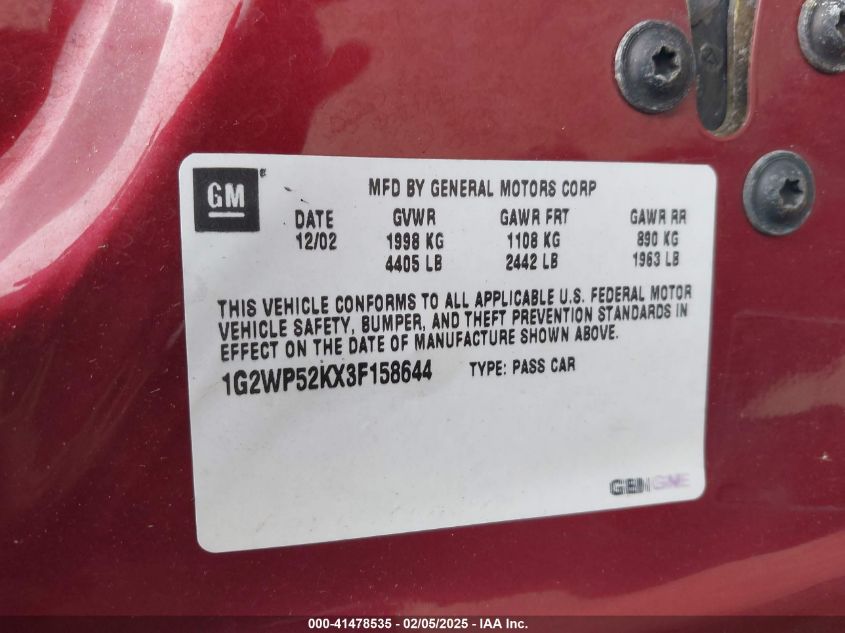 GM
MFD BY GENERAL MOTORS CORP
DATE GVWR GAWR FRT GAWR RR
12/02 1998 KG 1108 KG 890 KG
4405 LB 2442 LB 1963 LB
THIS VEHICLE CONFORMS TO ALL APPLICABLE U.S. FEDERAL MOTOR
VEHICLE SAFETY, BUMPER, AND THEFT PREVENTION STANDARDS IN
EFFECT ON THE DATE OF MANUFACTURE SHOWN ABOVE.
1G2WP52KX3F158644 TYPE: PASS CAR
000-41478535 - 02/05/2025 - IAA Inc.